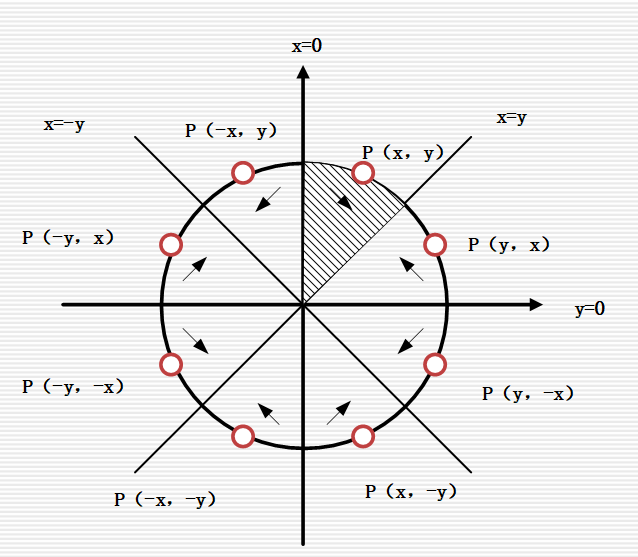 x=0
x=-y
x=y
P（-x，y）
P（x，y）
P（-y，x）
P（y，x）
y=0
P（-y，-x）
P（y，-x）
P（-x，-y）
P（x，-y）